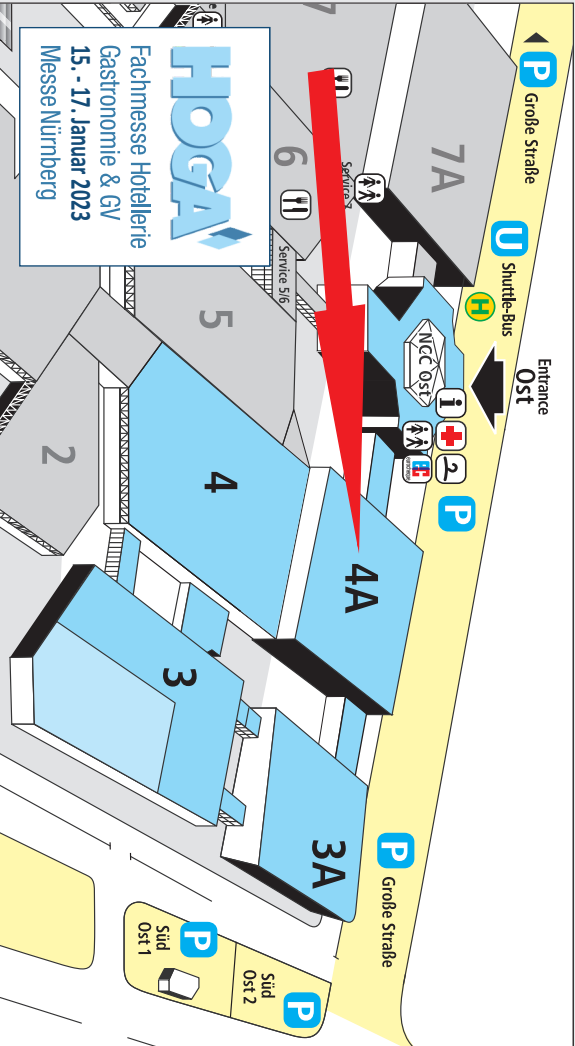 HOGA
Fachmesse Hotellerie
Gastronomie & GV
15. - 17. Januar 2023
Messe Nürnberg
P
Große Straße
U
Shuttle-Bus
H
Entrance
Ost
7A
7
6
Service 7
Service 5/6
5
2
NCC Ost
i
EC
P
4
4A
3
3A
P
Große Straße
P
Süd
Ost 1
P
Süd
Ost 2